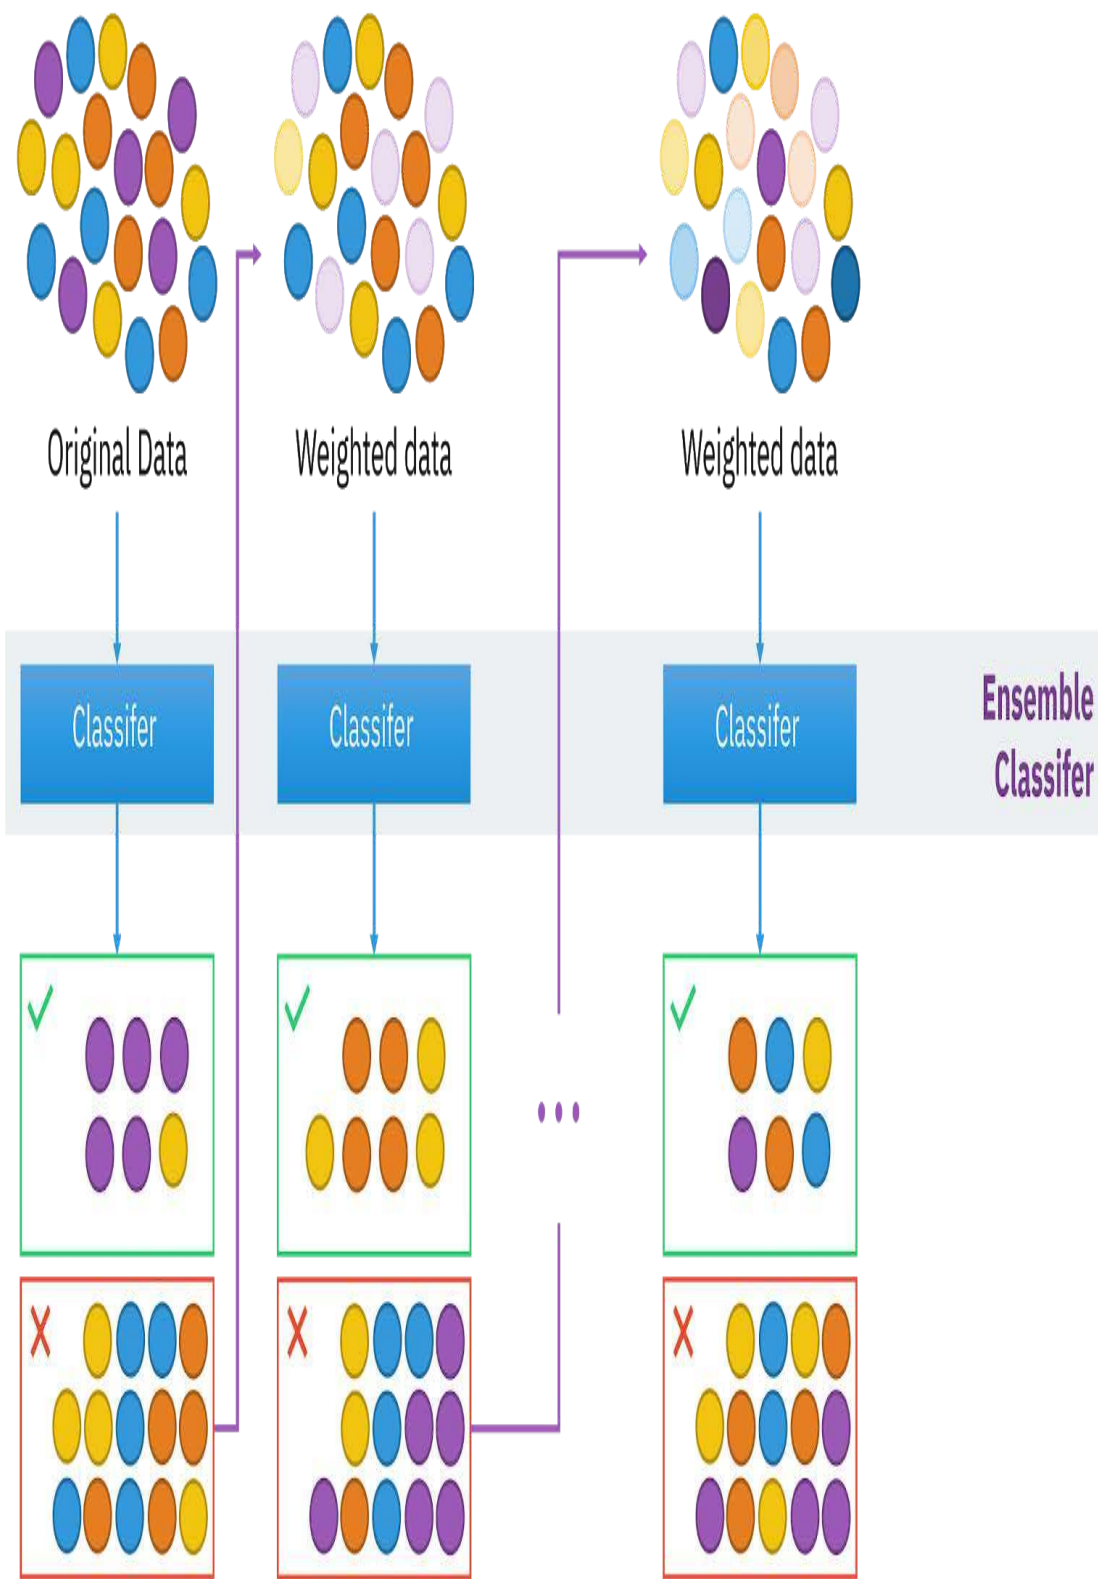 Original Data
Weighted data
Weighted data
Classifer
Classifer
Classifer
Ensemble
Classifer